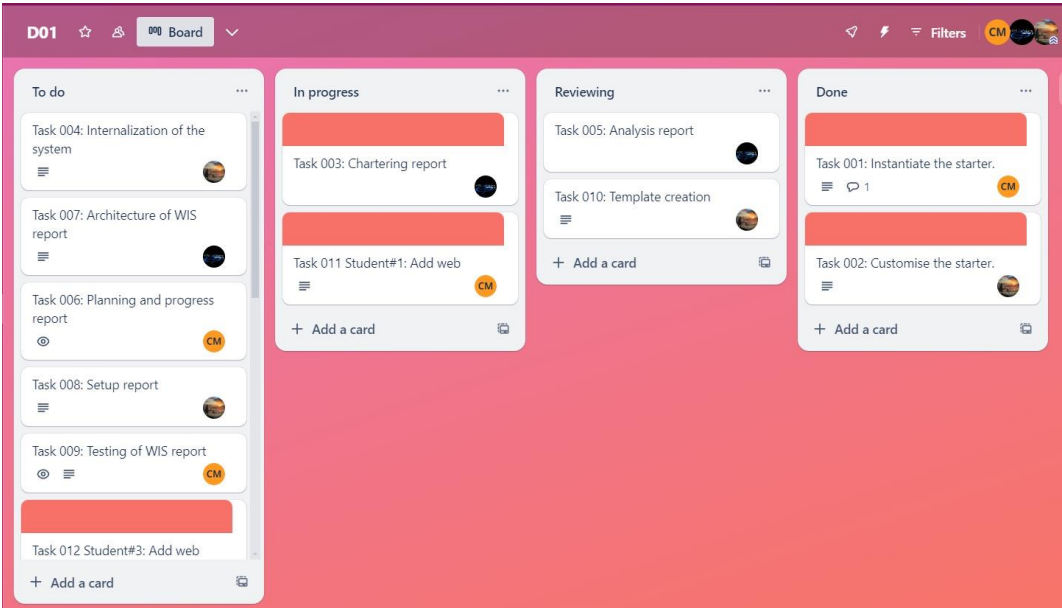 D01
Board
Filters
CM
To do
Task 004: Internalization of the
system
Task 007: Architecture of WIS
report
Task 006: Planning and progress
report
CM
Task 008: Setup report
Task 009: Testing of WIS report
CM
Task 012 Student#3: Add web
+ Add a card
In progress
Task 003: Chartering report
Task 011 Student#1: Add web
CM
+ Add a card
Reviewing
Task 005: Analysis report
Task 010: Template creation
+ Add a card
Done
Task 001: Instantiate the starter.
1
CM
Task 002: Customise the starter.
+ Add a card